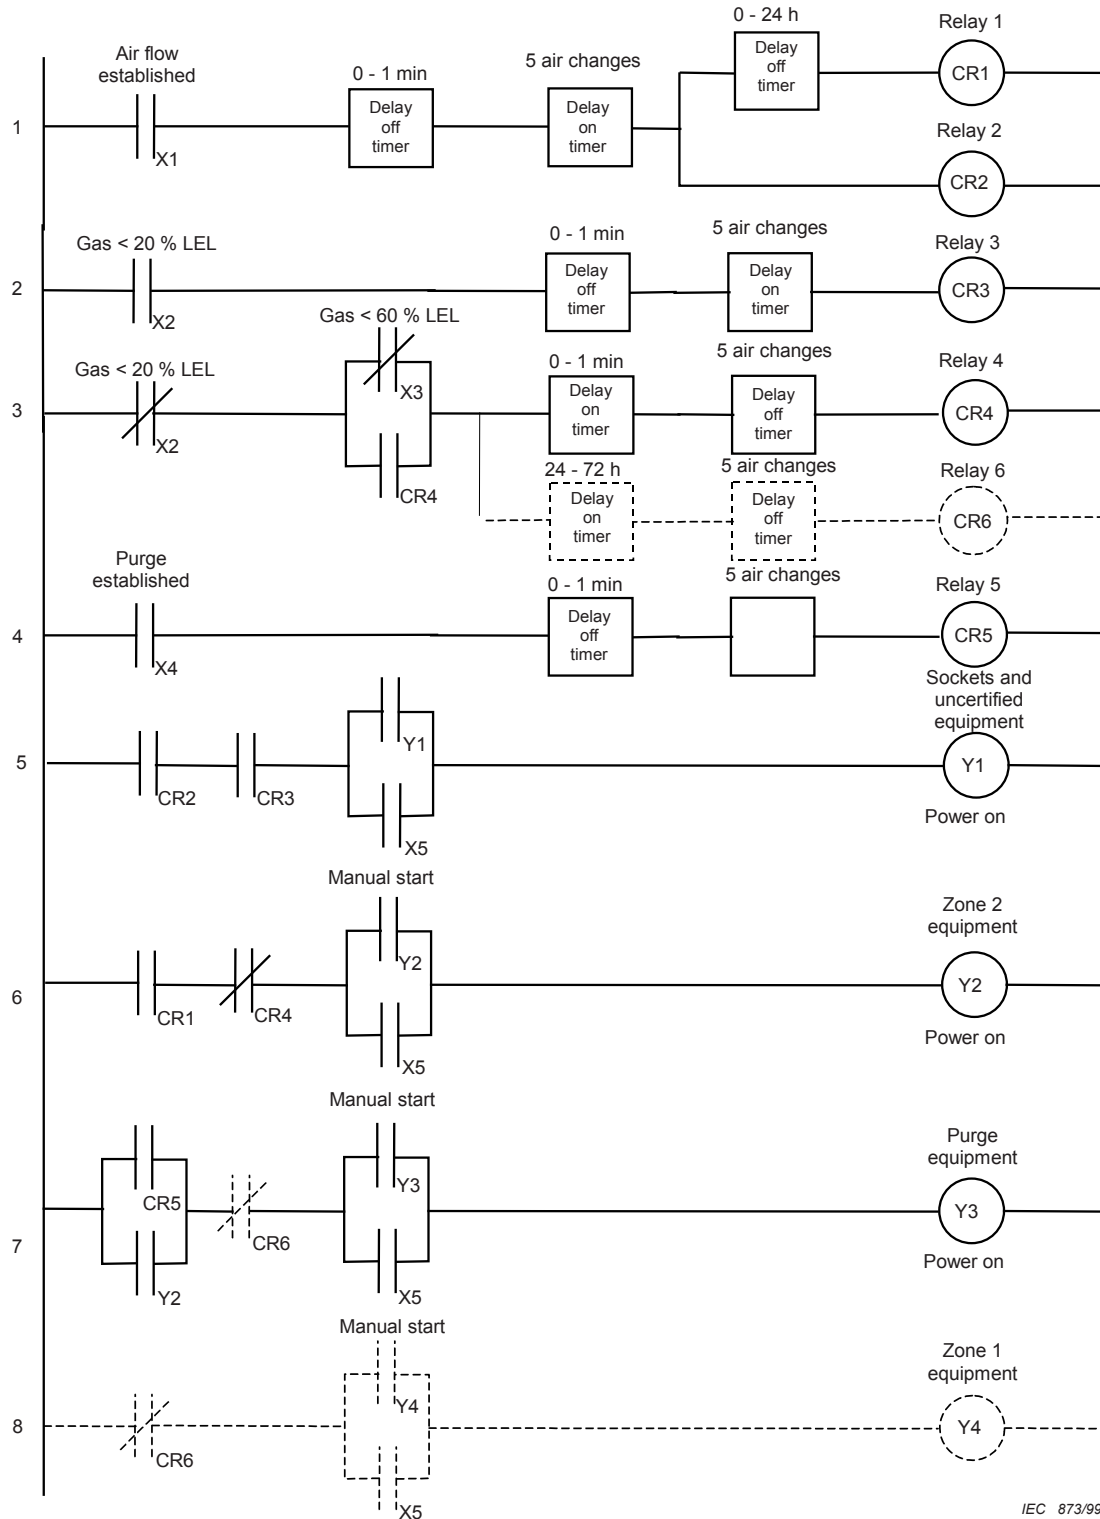 0 - 24 h
Relay 1
Air flow
established
0 - 1 min
5 air changes
Delay
off
timer
CR1
1
X1
Delay
off
timer
Delay
on
timer
Relay 2
CR2
Gas < 20 % LEL
0 - 1 min
5 air changes
Relay 3
2
X2
Delay
off
timer
Delay
on
timer
CR3
Gas < 60 % LEL
Gas < 20 % LEL
0 - 1 min
5 air changes
Relay 4
3
X2
X3
CR4
Delay
on
timer
Delay
off
timer
CR4
24 - 72 h
5 air changes
Relay 6
Delay
on
timer
Delay
off
timer
CR6
Purge
established
0 - 1 min
5 air changes
Relay 5
4
X4
Delay
off
timer
CR5
Sockets and
uncertified
equipment
5
CR2
CR3
Y1
X5
Y1
Power on
Manual start
Zone 2
equipment
6
CR1
CR4
Y2
X5
Y2
Power on
Manual start
Purge
equipment
7
CR5
Y2
CR6
Y3
X5
Y3
Power on
Manual start
Zone 1
equipment
8
CR6
Y4
X5
Y4
IEC 873/99